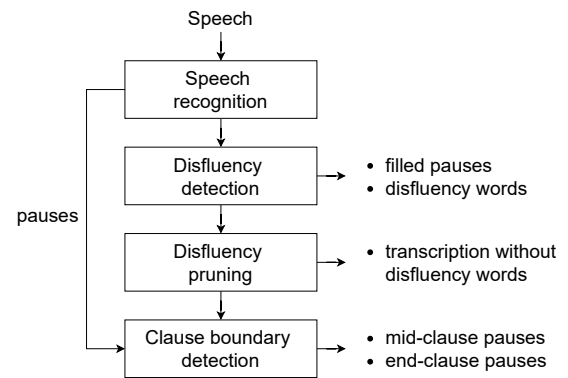 Speech
Speech
recognition
Disfluency
detection
• filled pauses
• disfluency words
pauses
Disfluency
pruning
• transcription without
disfluency words
Clause boundary
detection
• mid-clause pauses
• end-clause pauses